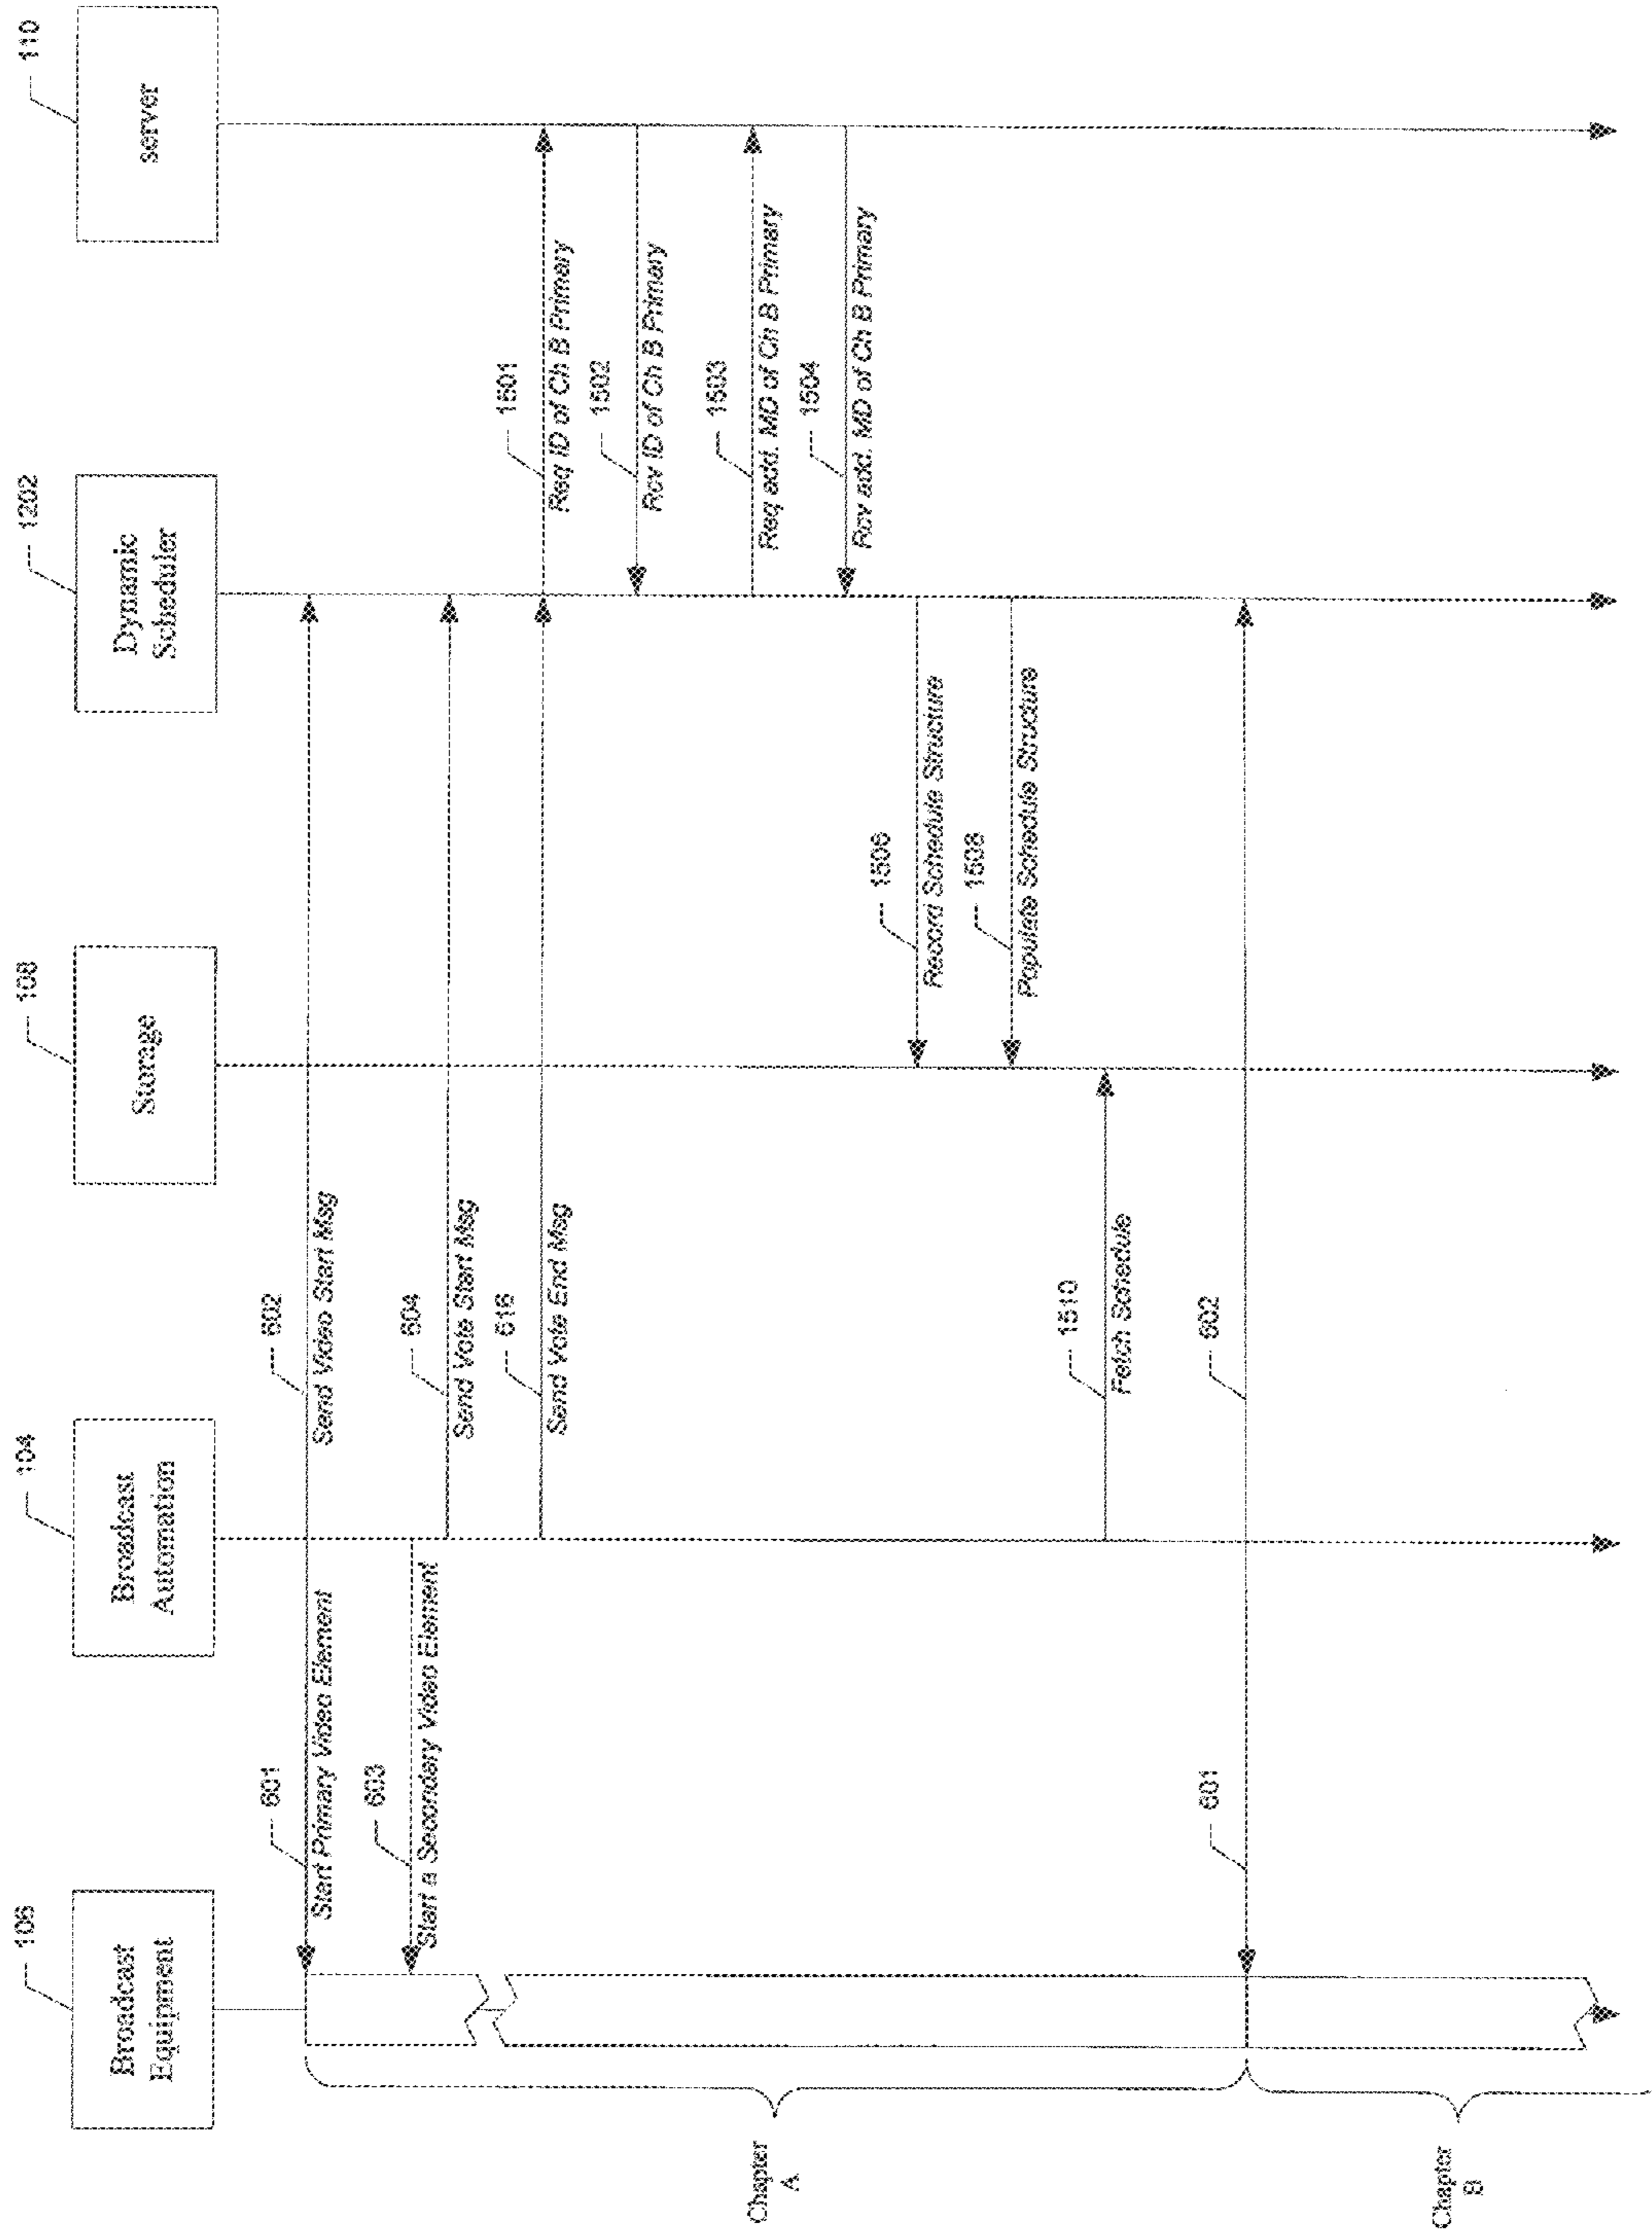 106
104
108
1202
110
Broadcast
Equipment
Broadcast
Automation
Storage
Dynamic
Scheduler
server
601
602
Start Primary Video Element
Send Video Start Msg
603
Start a Secondary Video Element
604
Send Vote Start Msg
616
Send Vote End Msg
1501
Req ID of Ch B Primary
1502
Rcv ID of Ch B Primary
1503
Req add. MD of Ch B Primary
1504
Rcv add. MD of Ch B Primary
1506
Record Schedule Structure
1508
Populate Schedule Structure
1510
Fetch Schedule
601
602
Chapter
A
Chapter
B